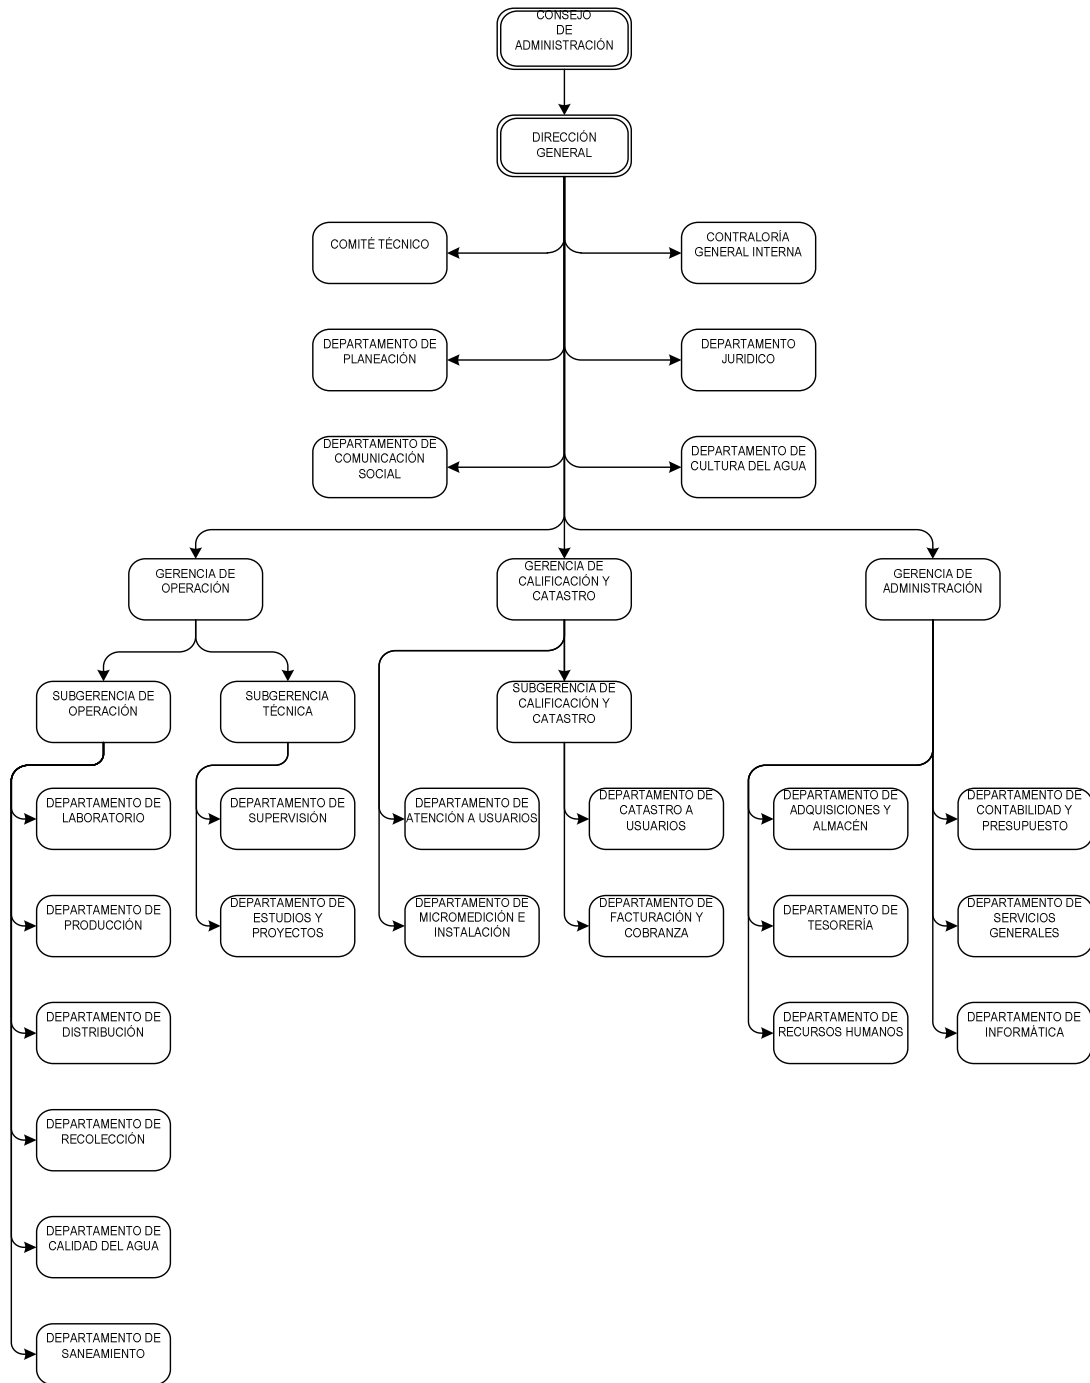 CONSEJO
DE
ADMINISTRACIÓN
DIRECCIÓN
GENERAL
COMITÉ TÉCNICO
CONTRALORÍA
GENERAL INTERNA
DEPARTAMENTO DE
PLANEACIÓN
DEPARTAMENTO
JURIDICO
DEPARTAMENTO DE
COMUNICACIÓN
SOCIAL
DEPARTAMENTO DE
CULTURA DEL AGUA
GERENCIA DE
OPERACIÓN
GERENCIA DE
CALIFICACIÓN Y
CATASTRO
GERENCIA DE
ADMINISTRACIÓN
SUBGERENCIA DE
OPERACIÓN
SUBGERENCIA
TÉCNICA
SUBGERENCIA DE
CALIFICACIÓN Y
CATASTRO
DEPARTAMENTO DE
LABORATORIO
DEPARTAMENTO DE
SUPERVISIÓN
DEPARTAMENTO DE
ATENCIÓN A USUARIOS
DEPARTAMENTO DE
CATASTRO A
USUARIOS
DEPARTAMENTO DE
ADQUISICIONES Y
ALMACÉN
DEPARTAMENTO DE
CONTABILIDAD Y
PRESUPUESTO
DEPARTAMENTO DE
PRODUCCIÓN
DEPARTAMENTO DE
ESTUDIOS Y
PROYECTOS
DEPARTAMENTO DE
MICROMEDICIÓN E
INSTALACIÓN
DEPARTAMENTO DE
FACTURACIÓN Y
COBRANZA
DEPARTAMENTO DE
TESORERÍA
DEPARTAMENTO DE
SERVICIOS
GENERALES
DEPARTAMENTO DE
DISTRIBUCIÓN
DEPARTAMENTO DE
RECURSOS HUMANOS
DEPARTAMENTO DE
INFORMÁTICA
DEPARTAMENTO DE
RECOLECCIÓN
DEPARTAMENTO DE
CALIDAD DEL AGUA
DEPARTAMENTO DE
SANEAMIENTO